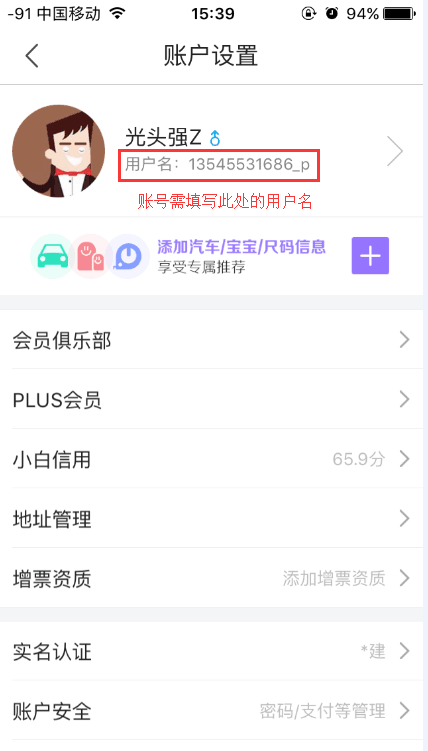 -91 中国移动 15:39 94%
账户设置
光头强Z
用户名：13545531686_p
账号需填写此处的用户名
添加汽车/宝宝/尺码信息
享受专属推荐
会员俱乐部
PLUS会员
小白信用 65.9分
地址管理
增票资质 添加增票资质
实名认证 *建
账户安全 密码/支付等管理